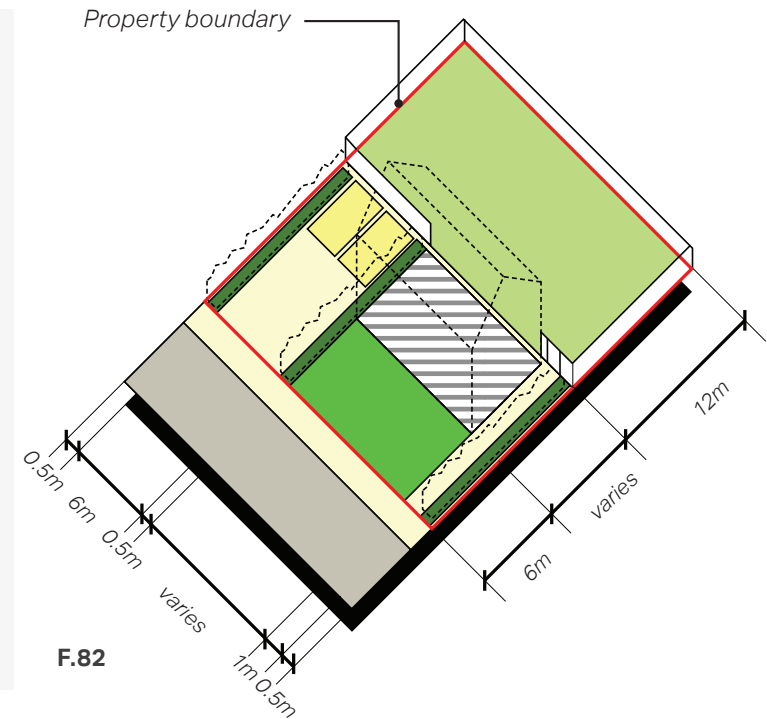 Property boundary
12m
varies
6m
0.5m
6m
0.5m
varies
1m
0.5m
F.82